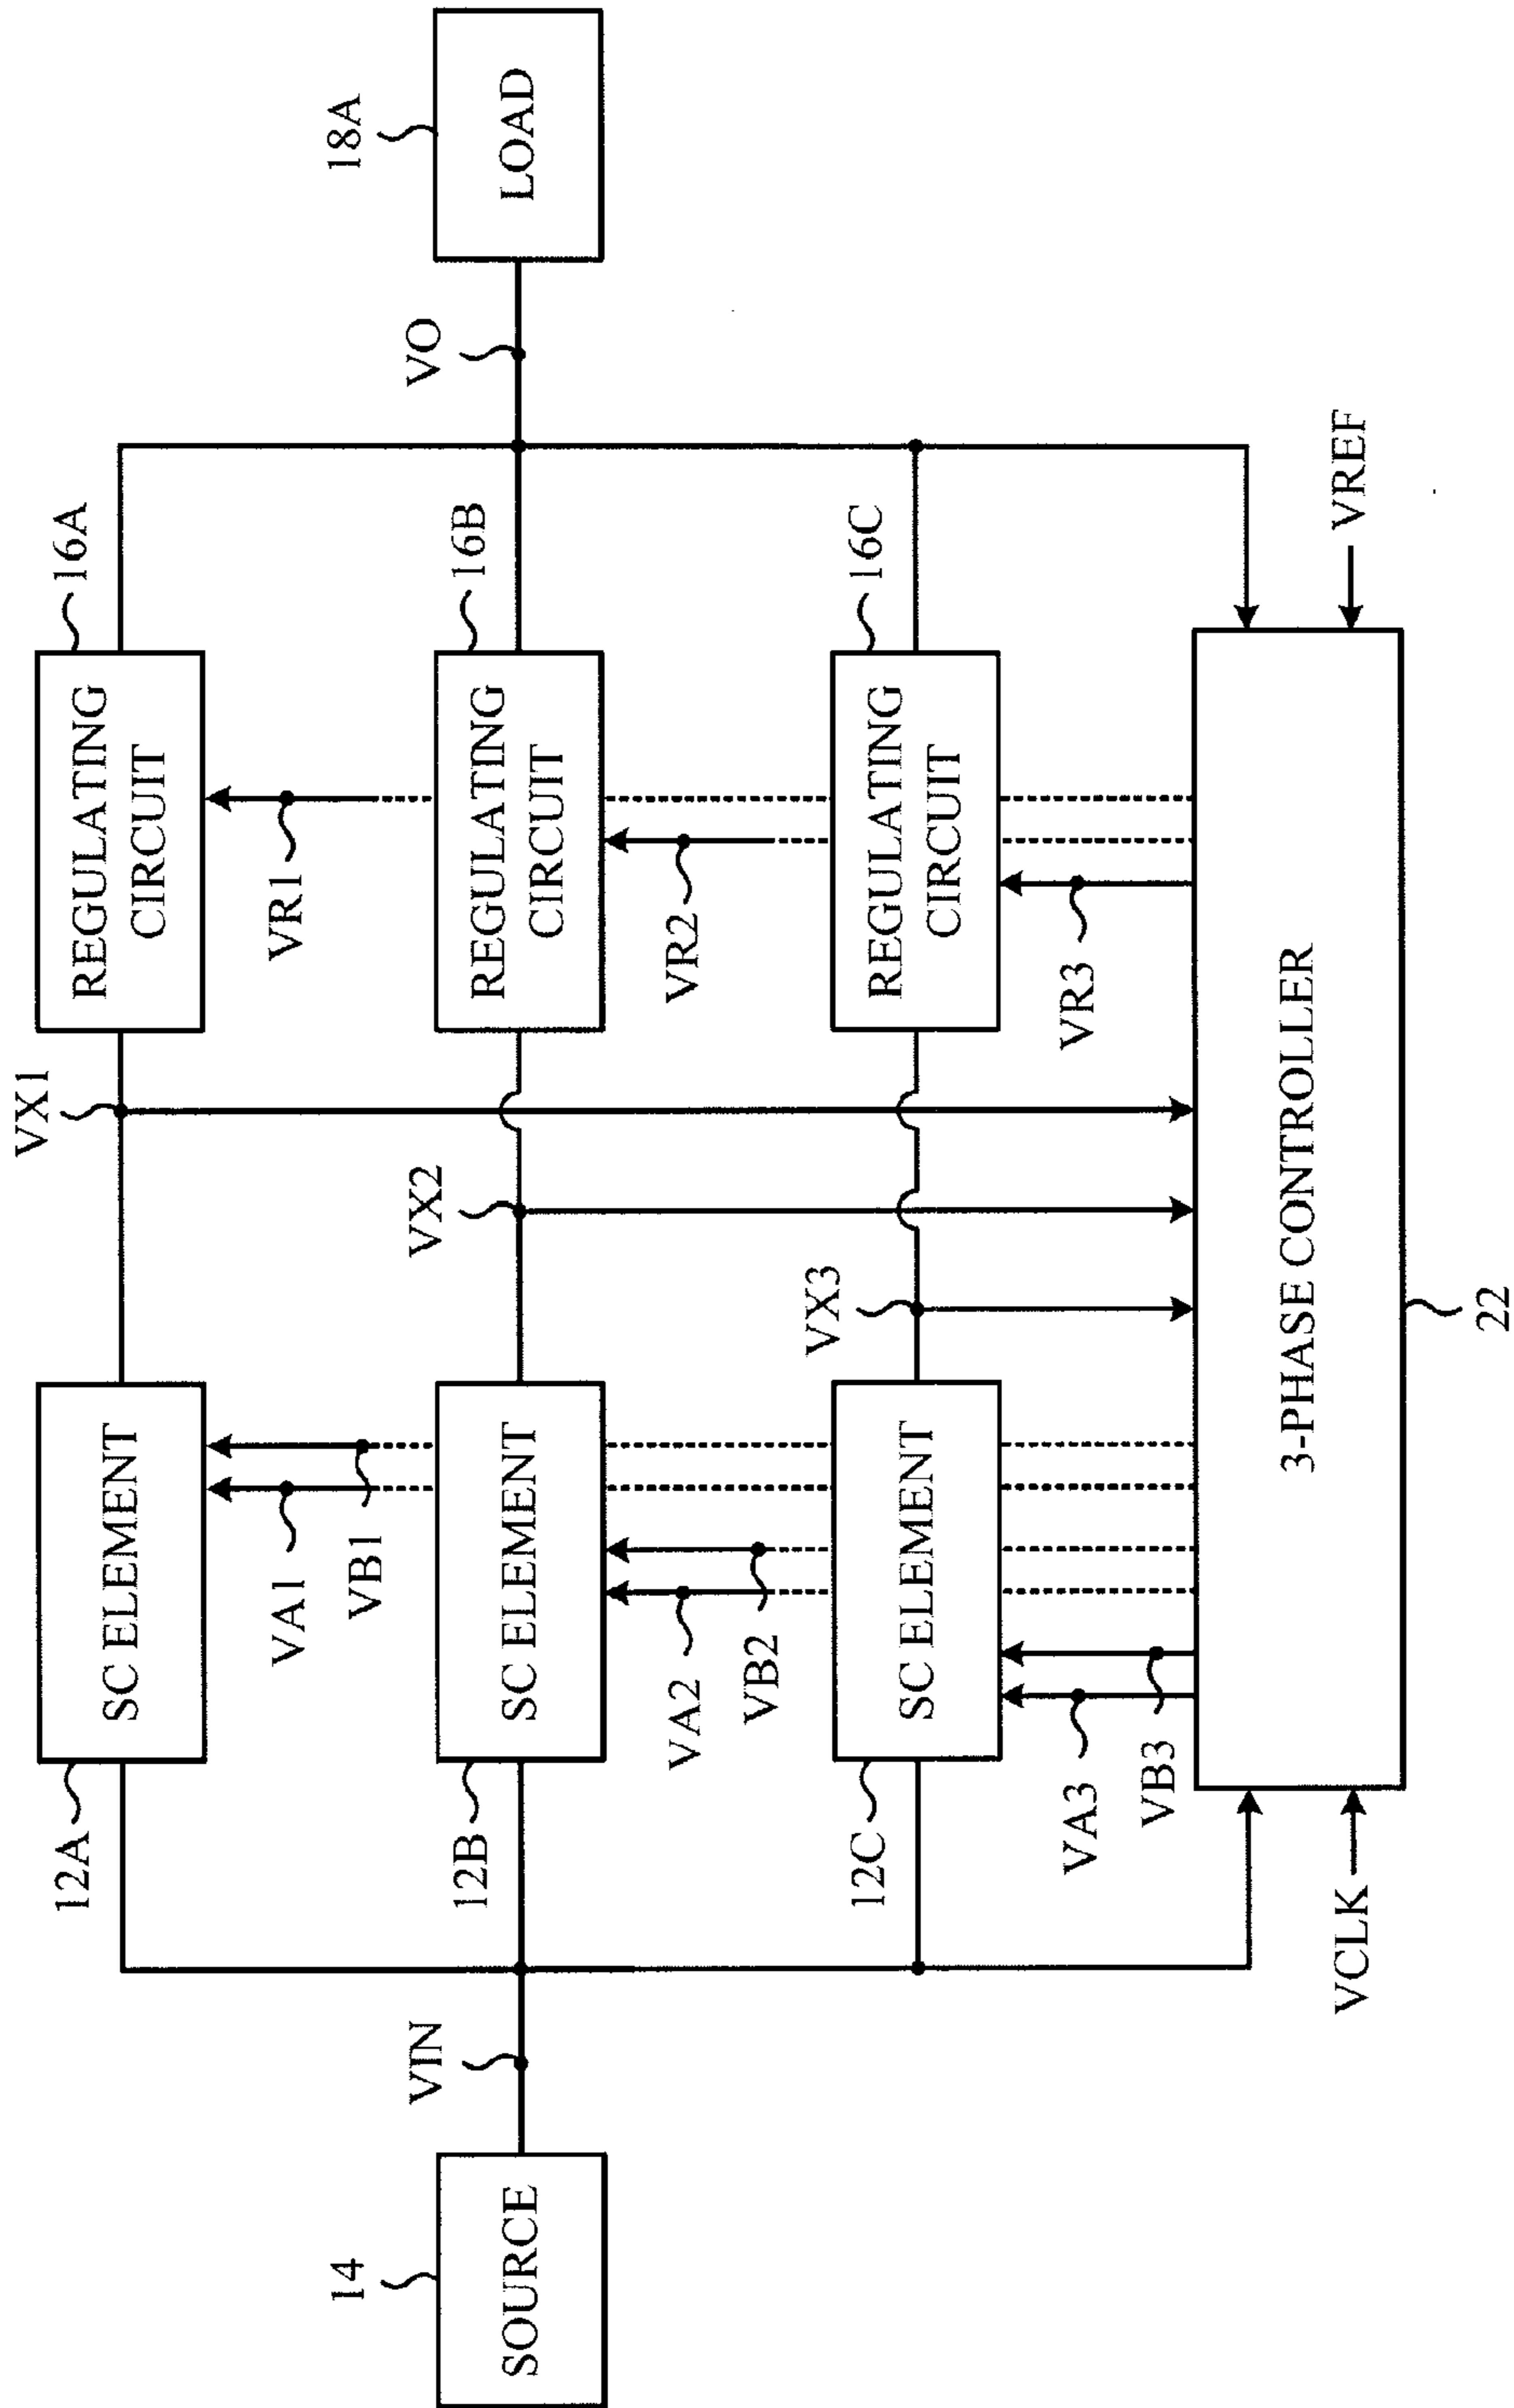 16A
REGULATING
CIRCUIT
VX1
SC ELEMENT
12A
VR1
VA1
VB1
18A
LOAD
VO
16B
REGULATING
CIRCUIT
VX2
SC ELEMENT
12B
VIN
14
SOURCE
VR2
VA2
VB2
16C
REGULATING
CIRCUIT
VX3
SC ELEMENT
12C
VR3
VA3
VB3
3-PHASE CONTROLLER
VREF
VCLK
22